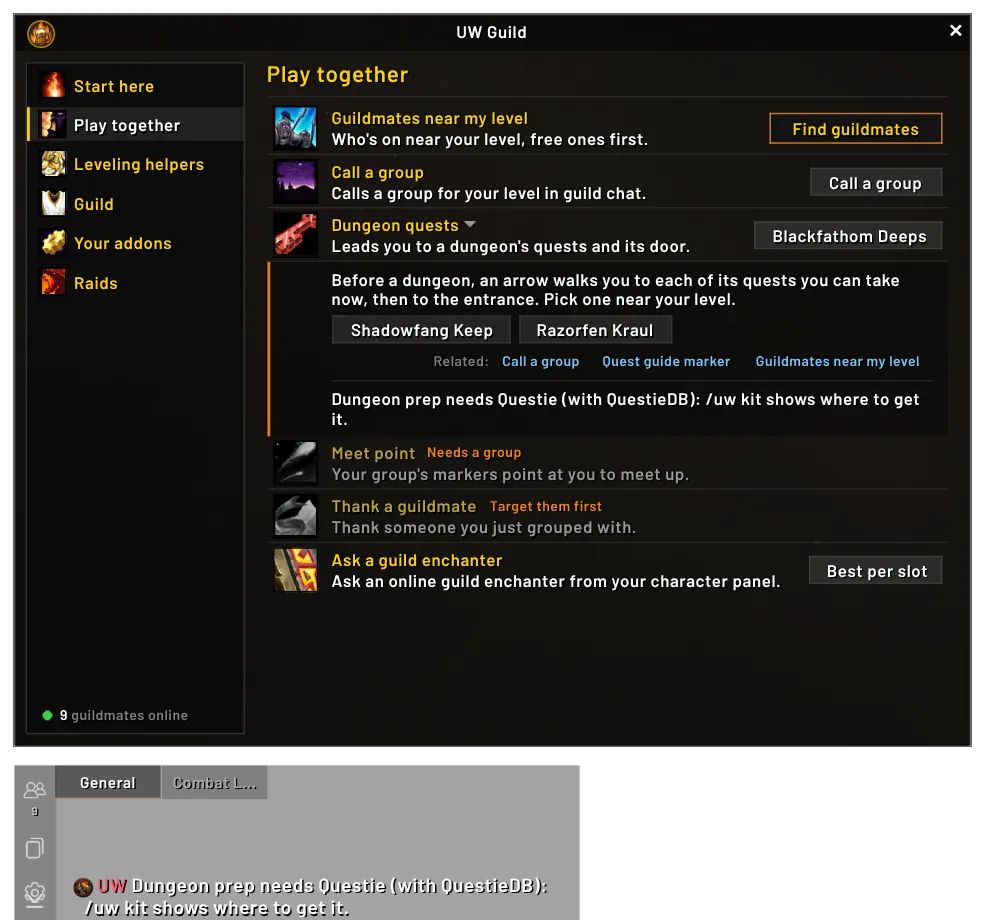 UW Guild
Start here
Play together
Leveling helpers
Guild
Your addons
Raids
9 guildmates online
Play together
Guildmates near my level
Who's on near your level, free ones first.
Find guildmates
Call a group
Calls a group for your level in guild chat.
Call a group
Dungeon quests
Leads you to a dungeon's quests and its door.
Blackfathom Deeps
Before a dungeon, an arrow walks you to each of its quests you can take
now, then to the entrance. Pick one near your level.
Shadowfang Keep
Razorfen Kraul
Related: Call a group Quest guide marker Guildmates near my level
Dungeon prep needs Questie (with QuestieDB): /uw kit shows where to get
it.
Meet point Needs a group
Your group's markers point at you to meet up.
Thank a guildmate Target them first
Thank someone you just grouped with.
Ask a guild enchanter
Ask an online guild enchanter from your character panel.
Best per slot
General
Combat L...
9
UW Dungeon prep needs Questie (with QuestieDB):
/uw kit shows where to get it.